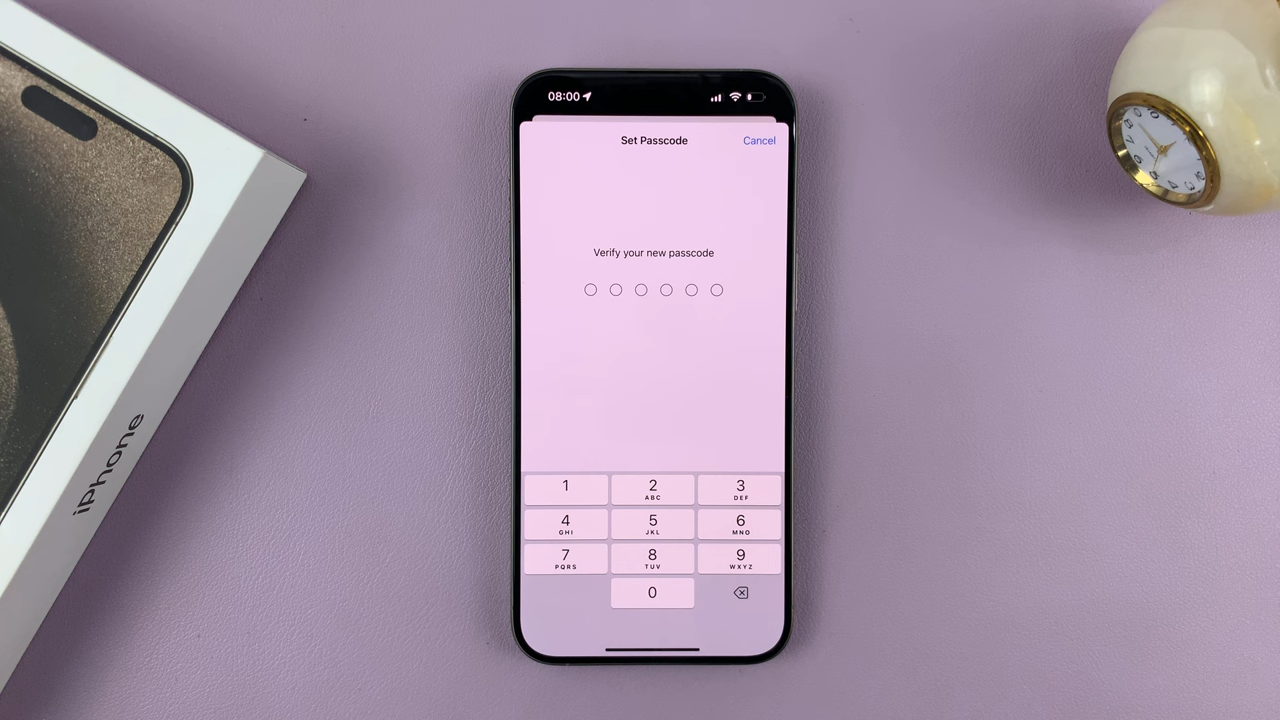 08:00
Set Passcode
Cancel
Verify your new passcode
1
2
ABC
3
DEF
4
GHI
5
JKL
6
MNO
7
PQRS
8
TUV
9
WXYZ
0
iPhone